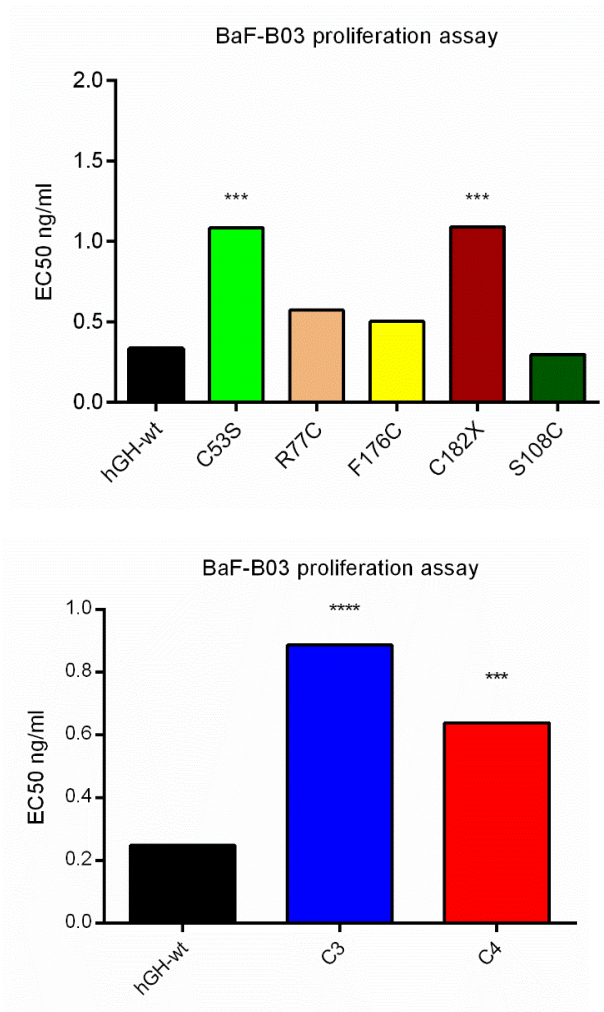 BaF-B03 proliferation assay
EC50 ng/ml
2.0
1.5
1.0
0.5
0.0
***
***
hGH-wt
C53S
R77C
F176C
C182X
S108C
BaF-B03 proliferation assay
EC50 ng/ml
1.0
0.8
0.6
0.4
0.2
0.0
****
***
hGH-wt
C3
C4